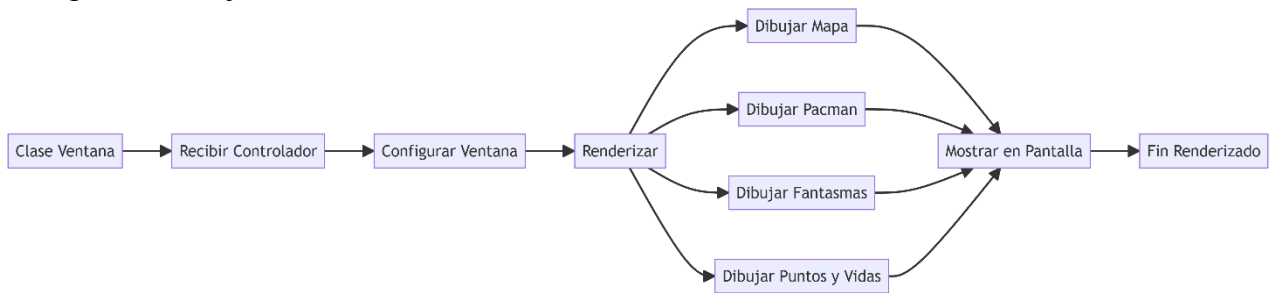 Clase Ventana
Recibir Controlador
Configurar Ventana
Renderizar
Dibujar Mapa
Dibujar Pacman
Dibujar Fantasmas
Dibujar Puntos y Vidas
Mostrar en Pantalla
Fin Renderizado